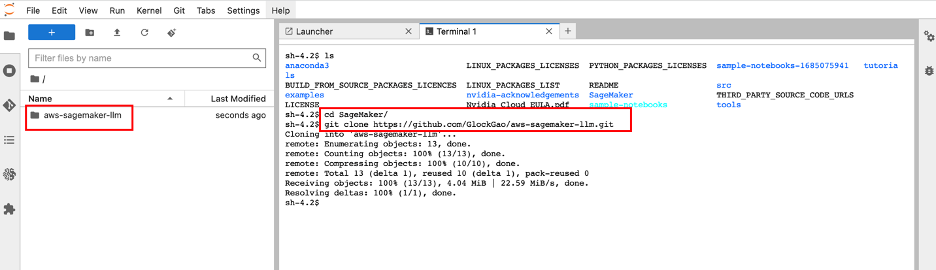 File Edit View Run Kernel Git Tabs Settings Help
+
Launcher
Terminal 1
Filter files by name
/
Name Last Modified
aws-sagemaker-llm seconds ago
sh-4.2$ ls
anaconda3 LINUX_PACKAGES_LICENSES PYTHON_PACKAGES_LICENSES sample-notebooks-1685075941 tutoria
ls
BUILD_FROM_SOURCE_PACKAGES_LICENCES LINUX_PACKAGES_LIST README src
examples nvidia-acknowledgements SageMaker THIRD_PARTY_SOURCE_CODE_URLS
LICENSE Nvidia_Cloud_EULA.pdf sample-notebooks tools
sh-4.2$ cd SageMaker/
sh-4.2$ git clone https://github.com/GlockGao/aws-sagemaker-llm.git
Cloning into 'aws-sagemaker-llm'...
remote: Enumerating objects: 13, done.
remote: Counting objects: 100% (13/13), done.
remote: Compressing objects: 100% (10/10), done.
remote: Total 13 (delta 1), reused 10 (delta 1), pack-reused 0
Receiving objects: 100% (13/13), 4.04 MiB | 22.59 MiB/s, done.
Resolving deltas: 100% (1/1), done.
sh-4.2$